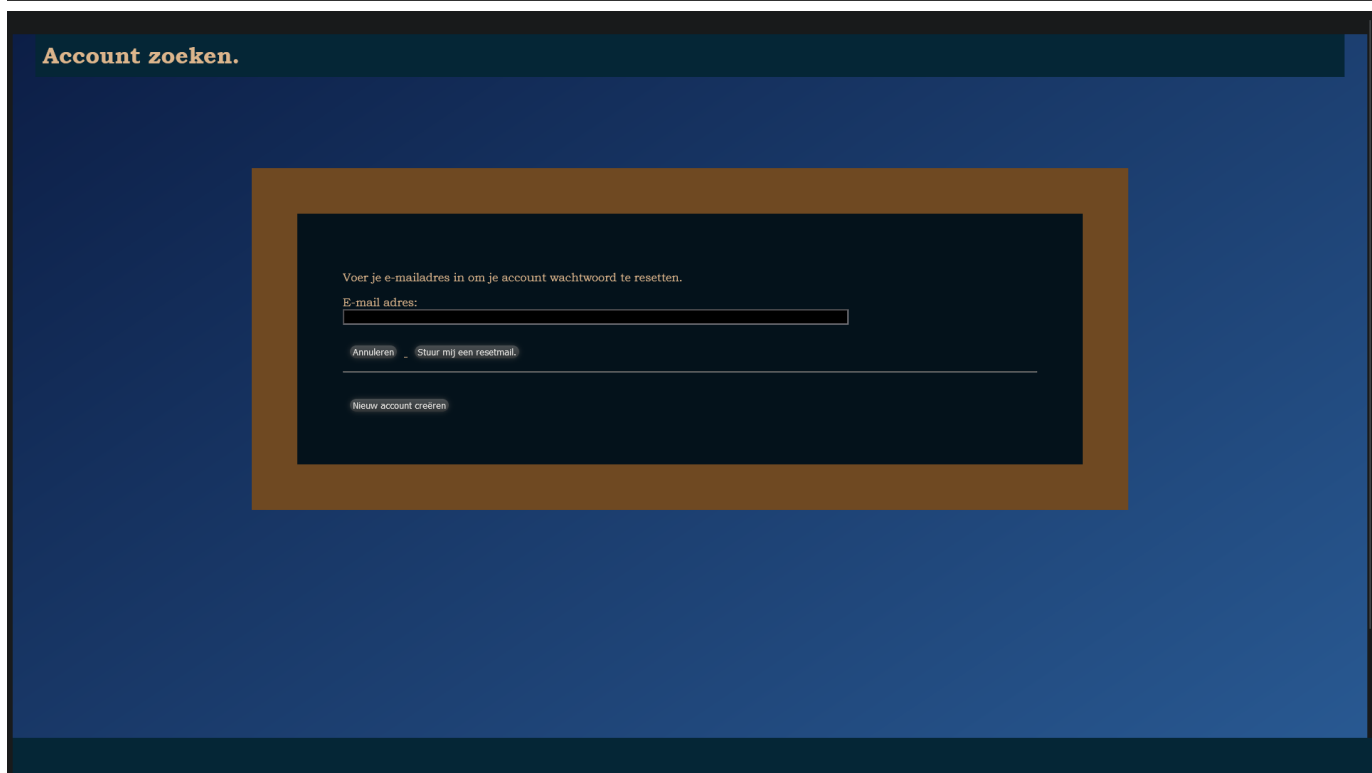 Account zoeken.
Voer je e-mailadres in om je account wachtwoord te resetten.
E-mail adres:
Annuleren Stuur mij een resetmail.
Nieuw account creëren